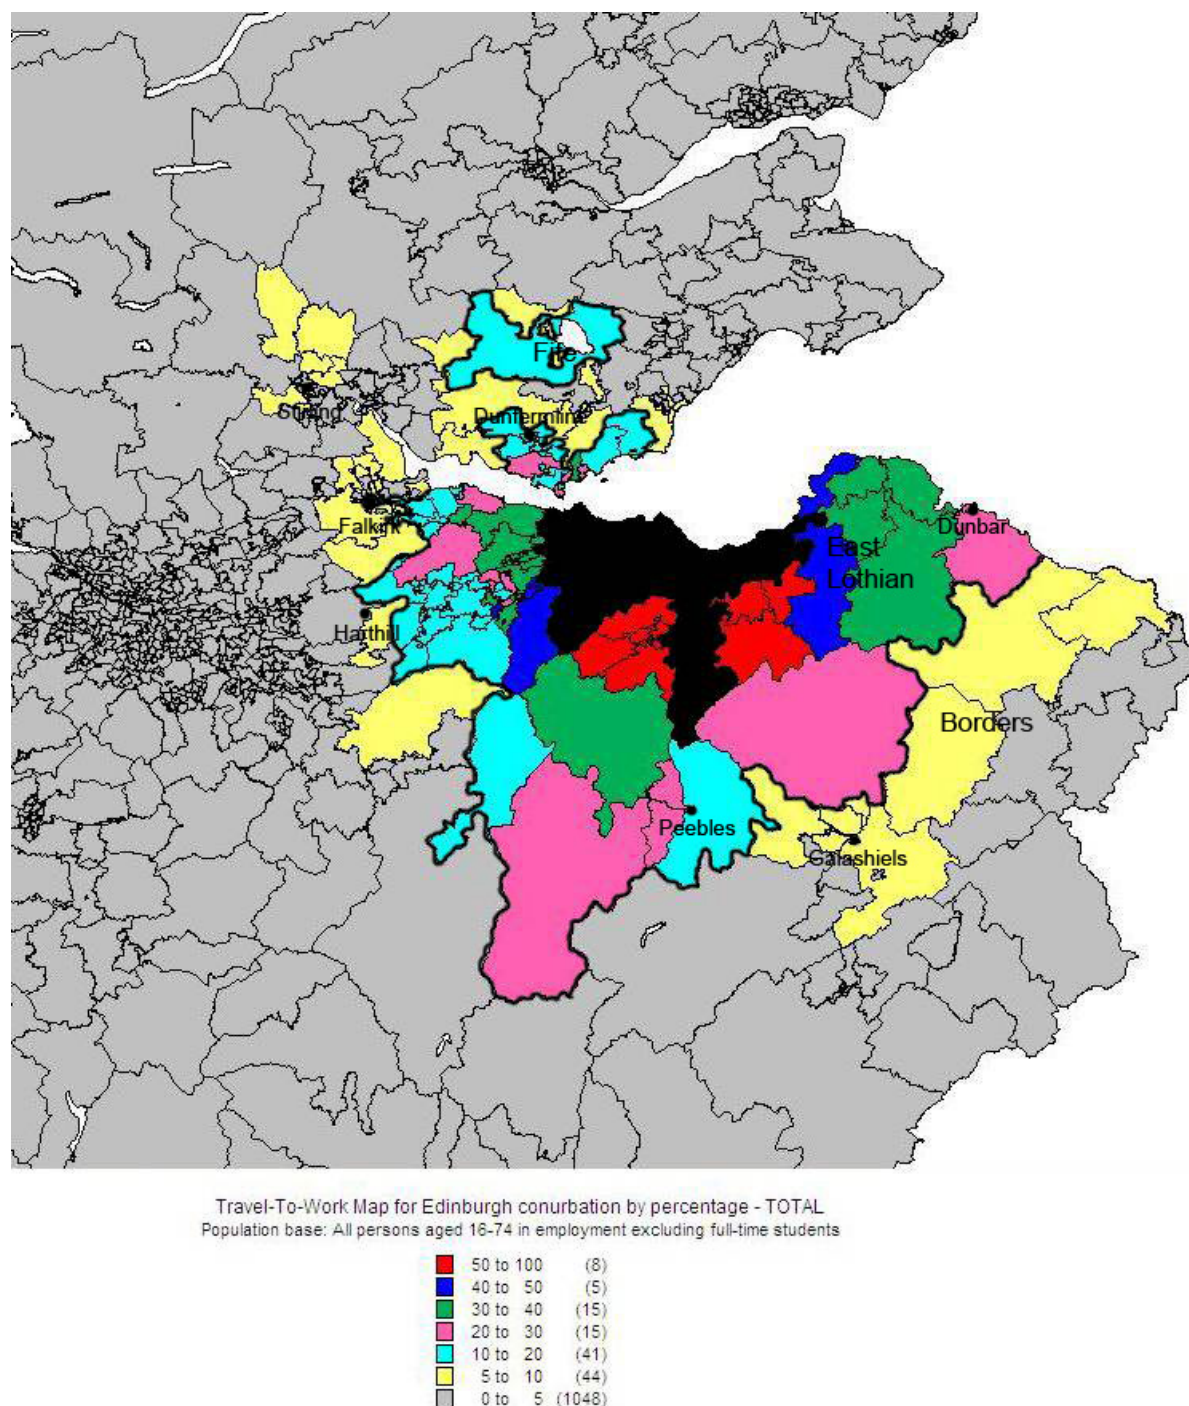 Fife
Stirling
Dunfermline
Falkirk
Dunbar
East
Lothian
Harthill
Borders
Peebles
Galashiels
Travel-To-Work Map for Edinburgh conurbation by percentage - TOTAL
Population base: All persons aged 16-74 in employment excluding full-time students
50 to 100 (8)
40 to 50 (5)
30 to 40 (15)
20 to 30 (15)
10 to 20 (41)
5 to 10 (44)
0 to 5 (1048)